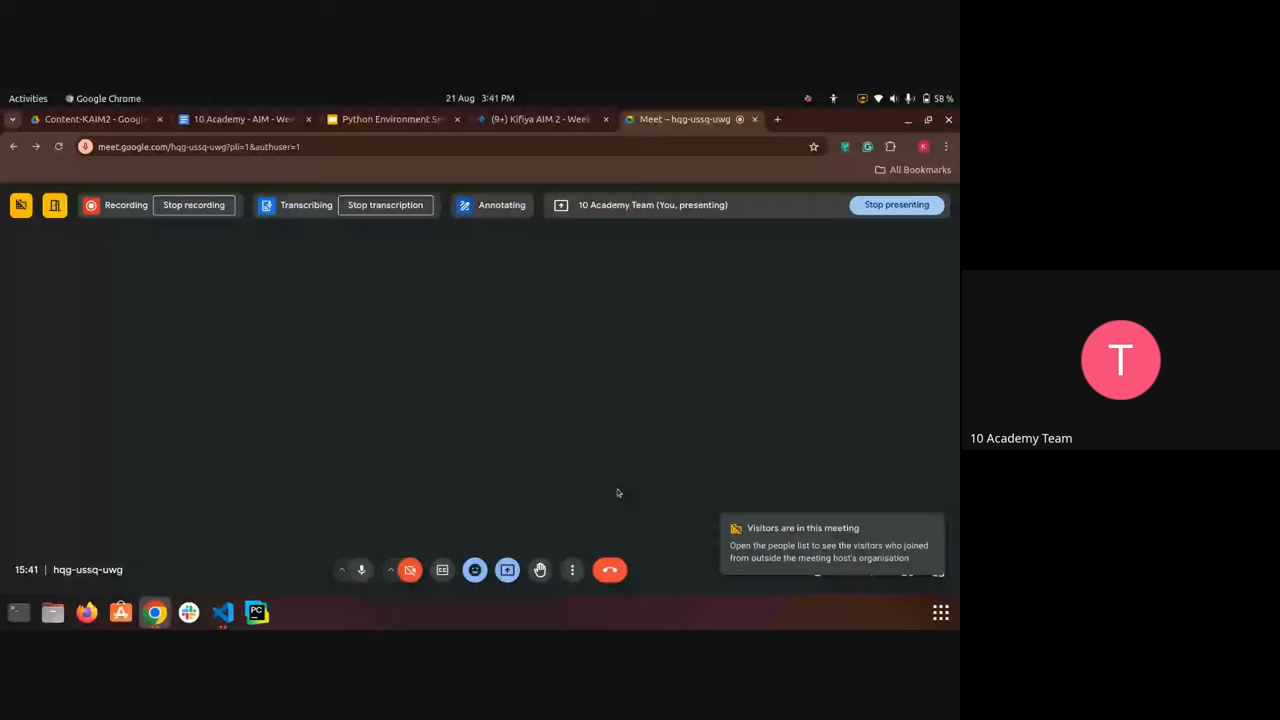 Activities Google Chrome 21 Aug 3:41 PM 58 %
Content-KAIM2 - Google 10 Academy - AIM - Wee Python Environment Se (9+) Kifiya AIM 2 - Week Meet – hqg-ussq-uwg
meet.google.com/hqg-ussq-uwg?pli=1&authuser=1 K
All Bookmarks
Recording Stop recording Transcribing Stop transcription Annotating 10 Academy Team (You, presenting) Stop presenting
T
10 Academy Team
Visitors are in this meeting
Open the people list to see the visitors who joined
from outside the meeting host's organisation
15:41 | hqg-ussq-uwg
PC